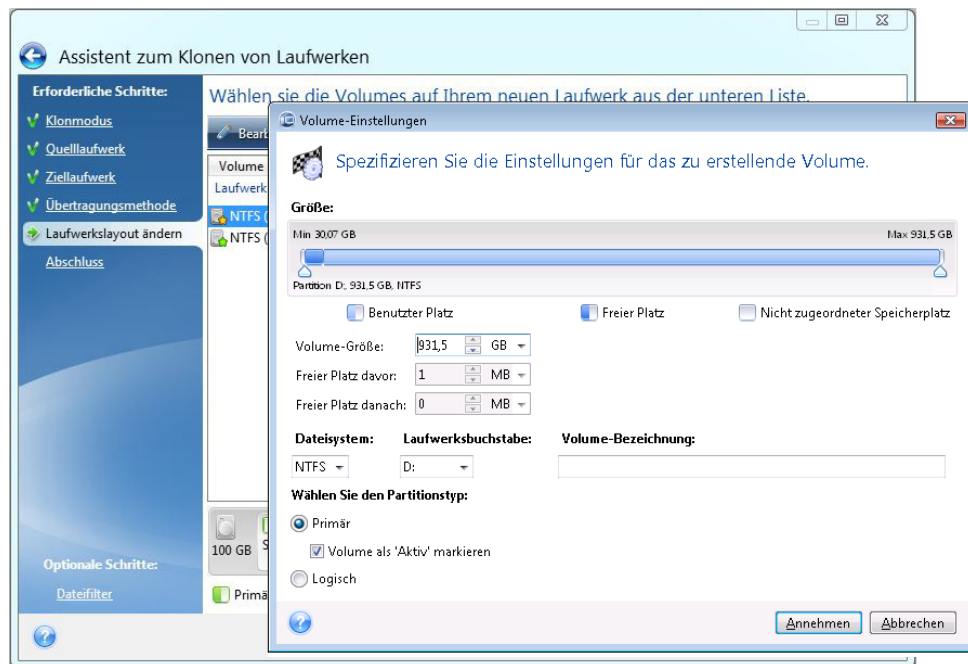 Assistent zum Klonen von Laufwerken
Erforderliche Schritte:
Klonmodus
Quelllaufwerk
Ziellaufwerk
Übertragungsmethode
Laufwerkslayout ändern
Abschluss
Optionale Schritte:
Dateifilter
Wählen sie die Volumes auf Ihrem neuen Laufwerk aus der unteren Liste.
Volume
Laufwerk
NTFS (
NTFS (
100 GB
Volume-Einstellungen
Spezifizieren Sie die Einstellungen für das zu erstellende Volume.
Größe:
Min 30,07 GB Max 931,5 GB
Partition D:, 931,5 GB, NTFS
Benutzter Platz Freier Platz Nicht zugeordneter Speicherplatz
Volume-Größe: 931,5 GB
Freier Platz davor: 1 MB
Freier Platz danach: 0 MB
Dateisystem: Laufwerksbuchstabe: Volume-Bezeichnung:
NTFS D:
Wählen Sie den Partitionstyp:
Primär
Volume als 'Aktiv' markieren
Logisch
Annehmen Abbrechen